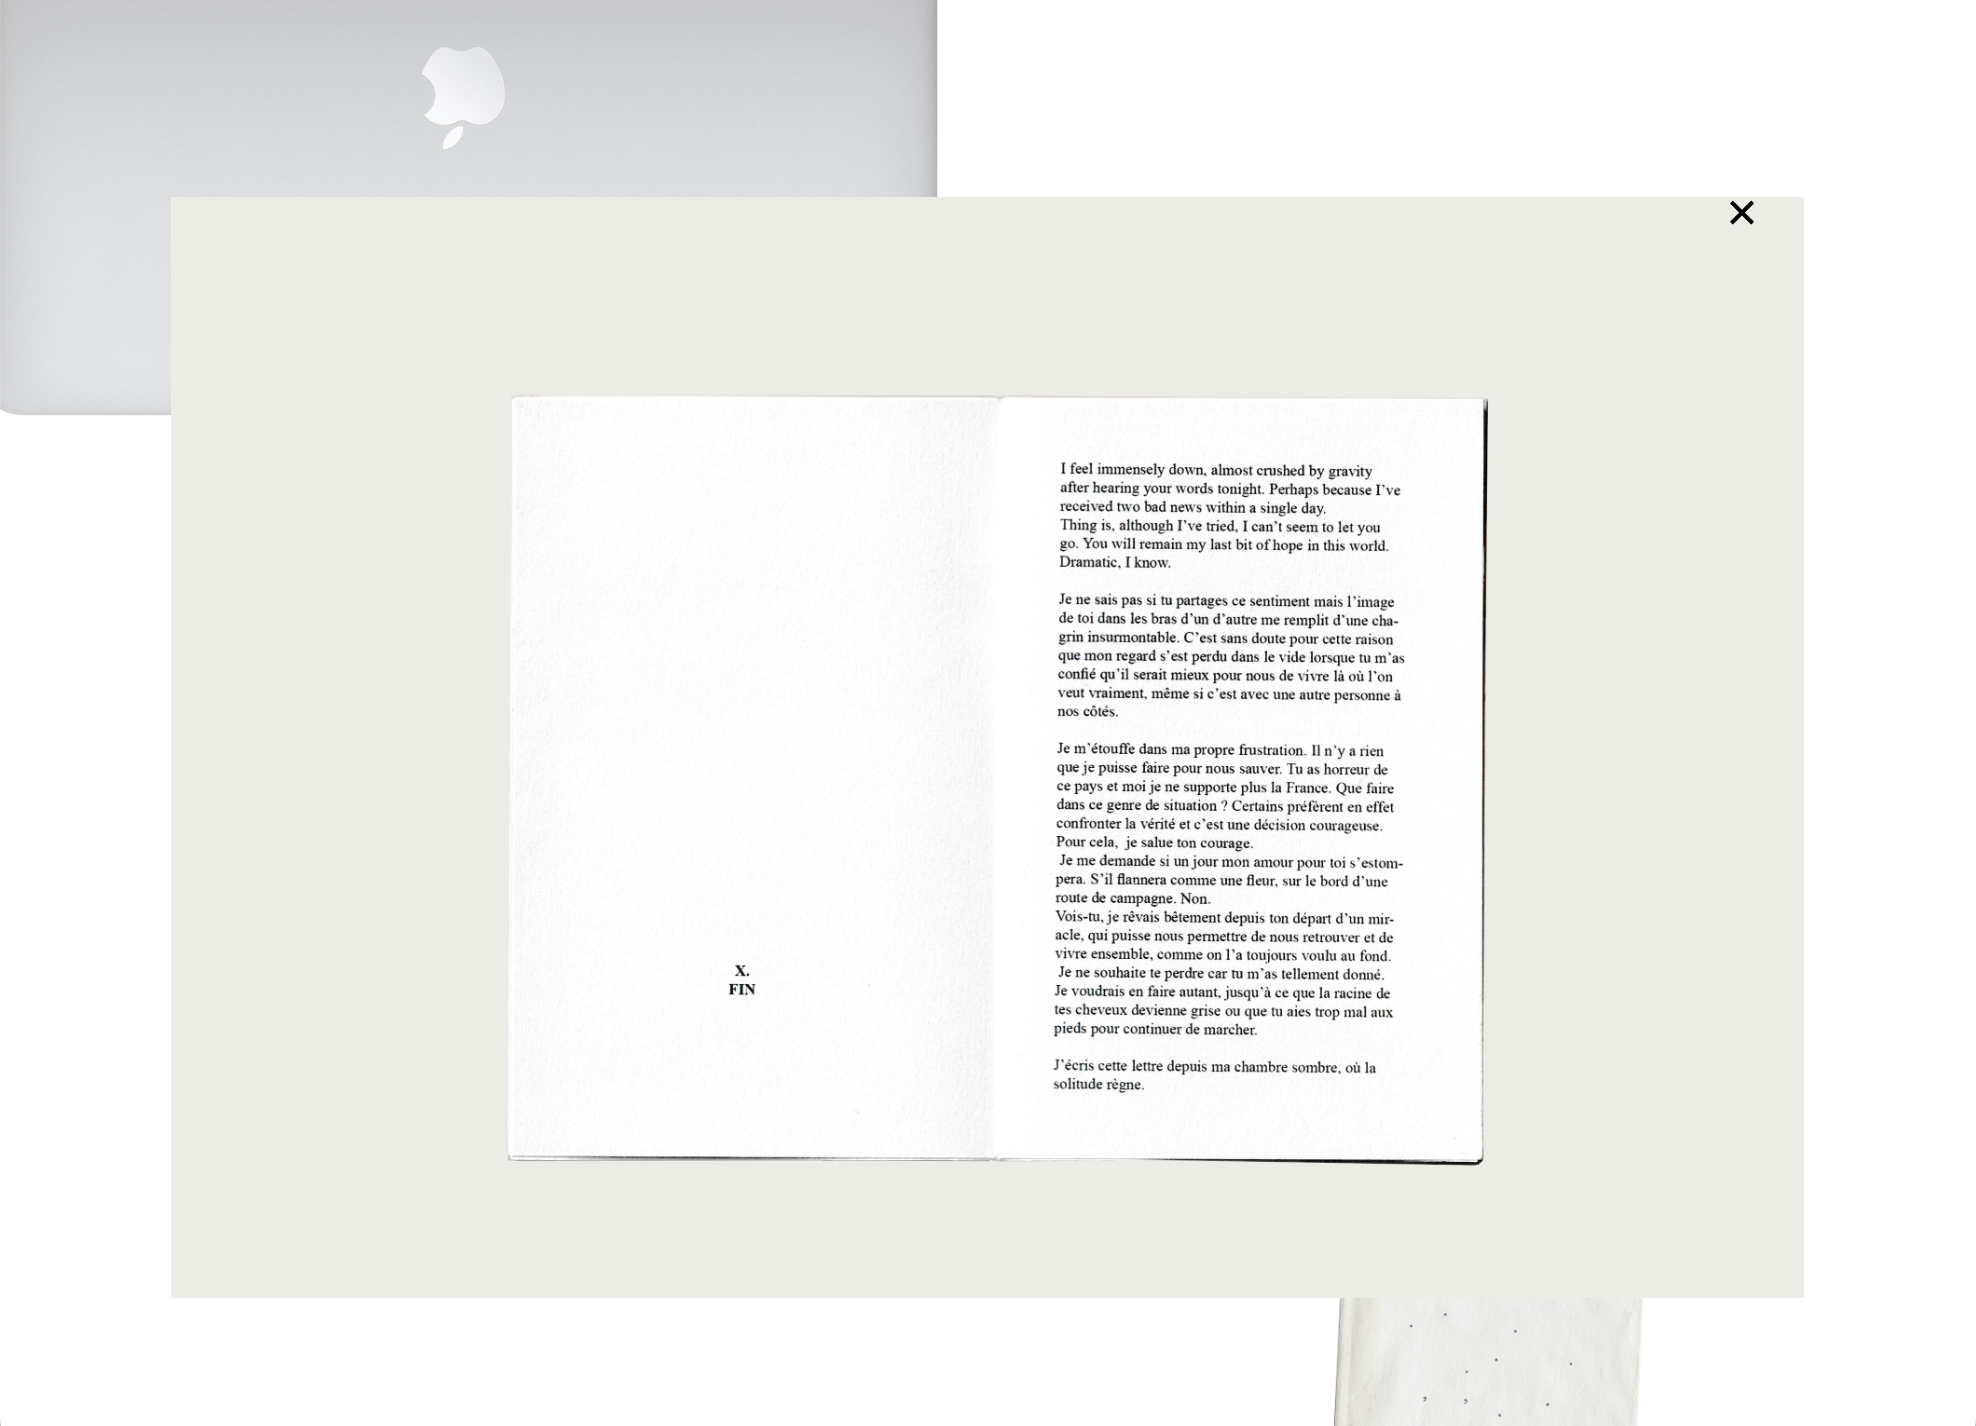 X.
FIN
I feel immensely down, almost crushed by gravity
after hearing your words tonight. Perhaps because I've
received two bad news within a single day.
Thing is, although I've tried, I can't seem to let you
go. You will remain my last bit of hope in this world.
Dramatic, I know.
Je ne sais pas si tu partages ce sentiment mais l'image
de toi dans les bras d'un d'autre me remplit d'une cha-
grin insurmontable. C'est sans doute pour cette raison
que mon regard s'est perdu dans le vide lorsque tu m'as
confié qu'il serait mieux pour nous de vivre là où l'on
veut vraiment, même si c'est avec une autre personne à
nos côtés.
Je m'étouffe dans ma propre frustration. Il n'y a rien
que je puisse faire pour nous sauver. Tu as horreur de
ce pays et moi je ne supporte plus la France. Que faire
dans ce genre de situation ? Certains préfèrent en effet
confronter la vérité et c'est une décision courageuse.
Pour cela,  je salue ton courage.
Je me demande si un jour mon amour pour toi s'estom-
pera. S'il flannera comme une fleur, sur le bord d'une
route de campagne. Non.
Vois-tu, je rêvais bêtement depuis ton départ d'un mir-
acle, qui puisse nous permettre de nous retrouver et de
vivre ensemble, comme on l'a toujours voulu au fond.
Je ne souhaite te perdre car tu m'as tellement donné.
Je voudrais en faire autant, jusqu'à ce que la racine de
tes cheveux devienne grise ou que tu aies trop mal aux
pieds pour continuer de marcher.
J'écris cette lettre depuis ma chambre sombre, où la
solitude règne.